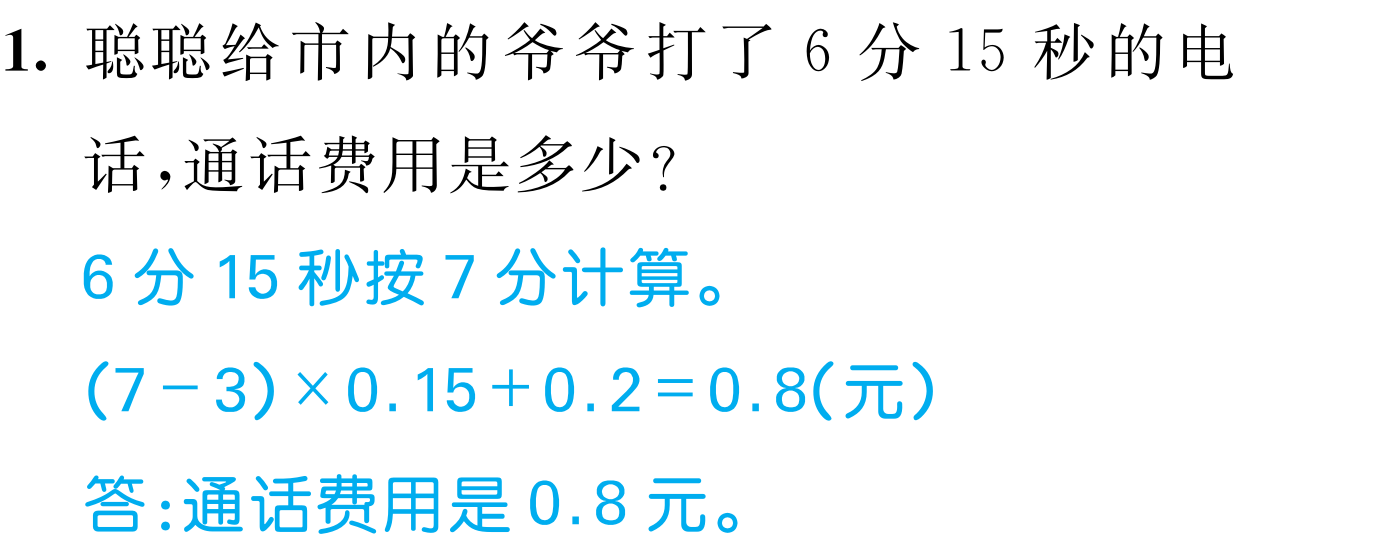 1. 聪聪给市内的爷爷打了 6 分 15 秒的电
话,通话费用是多少?
6 分 15 秒按 7 分计算。
(7-3)×0.15+0.2=0.8(元)
答:通话费用是 0.8 元。